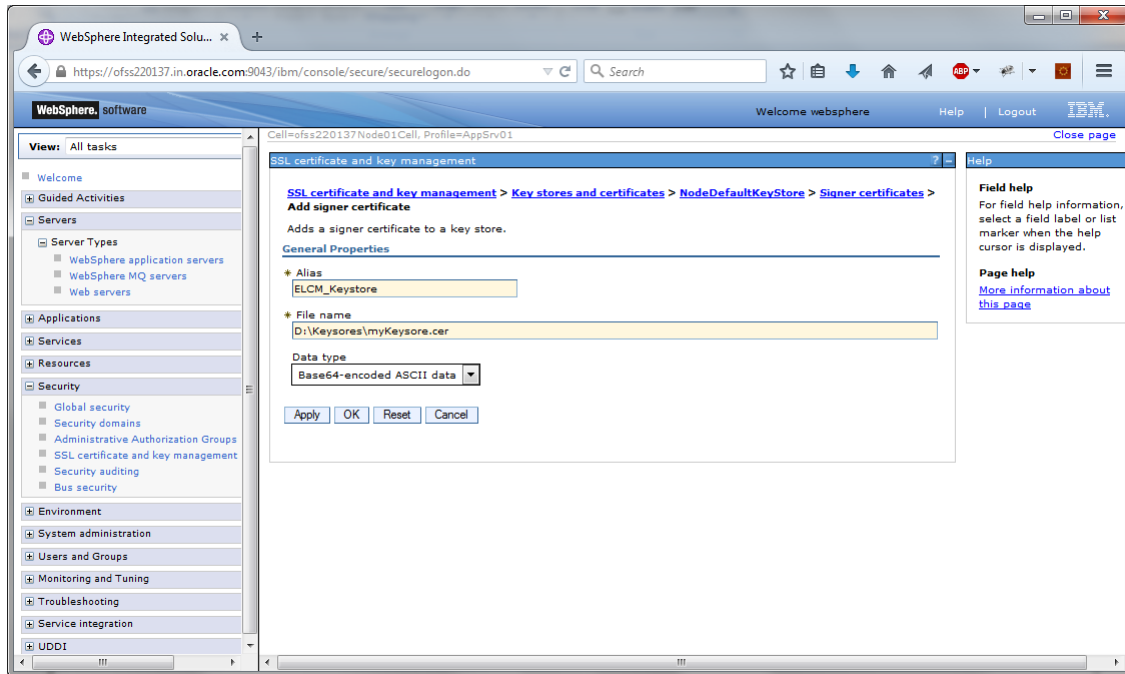 WebSphere Integrated Solu... × +
https://ofss220137.in.oracle.com:9043/ibm/console/secure/securelogon.do
Search
ABP
WebSphere. software
Welcome websphere
Help | Logout
IBM.
View: All tasks
Welcome
Guided Activities
Servers
Server Types
WebSphere application servers
WebSphere MQ servers
Web servers
Applications
Services
Resources
Security
Global security
Security domains
Administrative Authorization Groups
SSL certificate and key management
Security auditing
Bus security
Environment
System administration
Users and Groups
Monitoring and Tuning
Troubleshooting
Service integration
UDDI
Cell=ofss220137Node01Cell, Profile=AppSrv01
Close page
SSL certificate and key management ? -
SSL certificate and key management > Key stores and certificates > NodeDefaultKeyStore > Signer certificates >
Add signer certificate
Adds a signer certificate to a key store.
General Properties
* Alias
ELCM_Keystore
* File name
D:\Keysores\myKeysore.cer
Data type
Base64-encoded ASCII data
Apply OK Reset Cancel
Help
Field help
For field help information,
select a field label or list
marker when the help
cursor is displayed.
Page help
More information about
this page